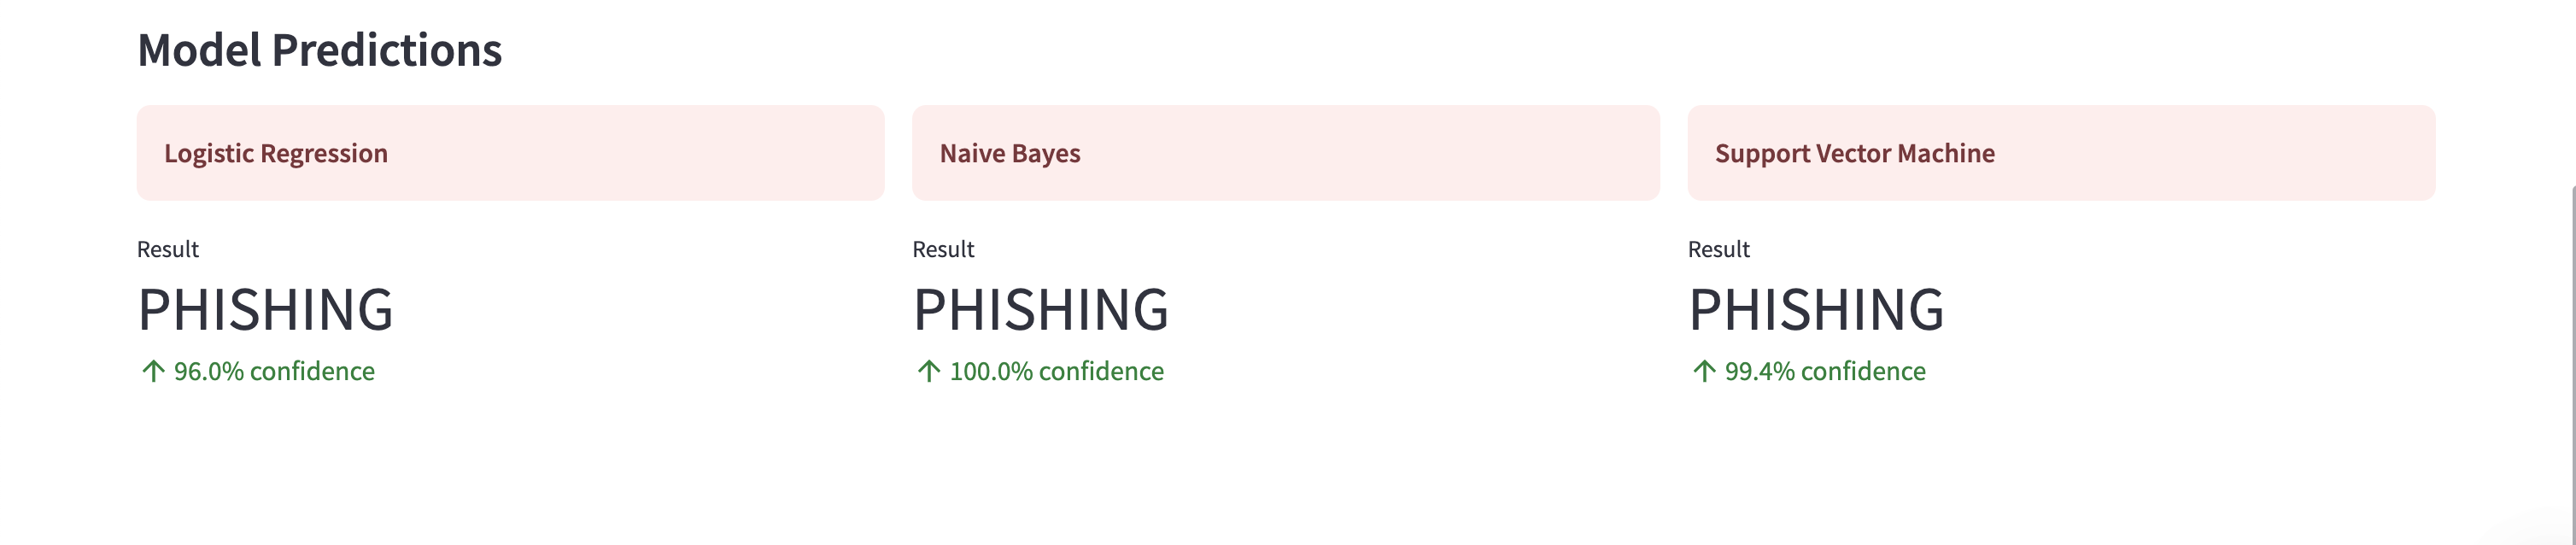 Model Predictions
Logistic Regression
Naive Bayes
Support Vector Machine
Result
Result
Result
PHISHING
PHISHING
PHISHING
↑ 96.0% confidence
↑ 100.0% confidence
↑ 99.4% confidence